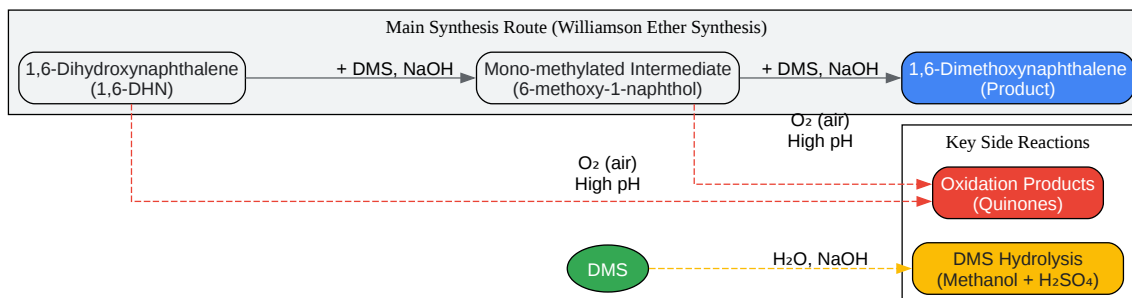 Main Synthesis Route (Williamson Ether Synthesis)
1,6-Dihydroxynaphthalene
(1,6-DHN)
+ DMS, NaOH
Mono-methylated Intermediate
(6-methoxy-1-naphthol)
+ DMS, NaOH
1,6-Dimethoxynaphthalene
(Product)
O₂ (air)
High pH
Key Side Reactions
O₂ (air)
High pH
Oxidation Products
(Quinones)
DMS
H₂O, NaOH
DMS Hydrolysis
(Methanol + H₂SO₄)